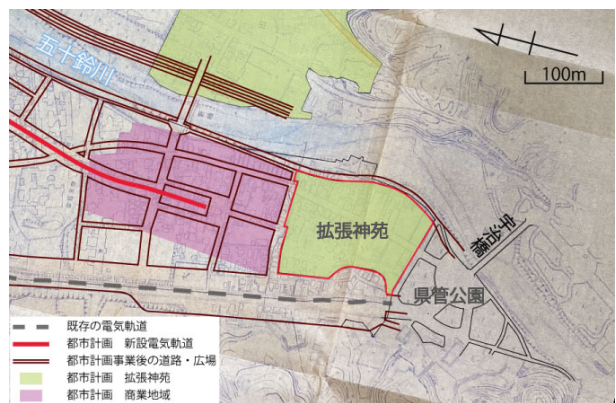 五十鈴川
100m
拡張神苑
宇治橋
県管公園
既存の電気軌道
都市計画 新設電気軌道
都市計画事業後の道路・広場
都市計画 拡張神苑
都市計画 商業地域